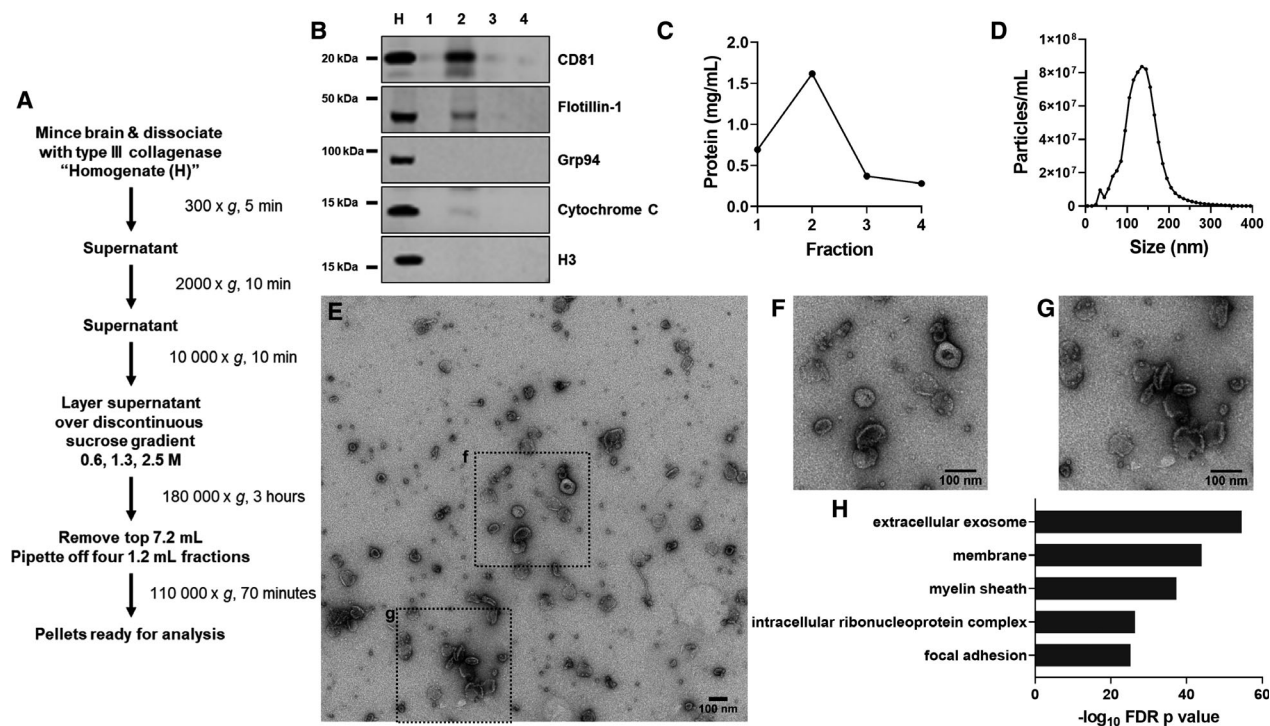 A
Mince brain & dissociate
with type III collagenase
“Homogenate (H)”
300 x g, 5 min
Supernatant
2000 x g, 10 min
Supernatant
10 000 x g, 10 min
Layer supernatant
over discontinuous
sucrose gradient
0.6, 1.3, 2.5 M
180 000 x g, 3 hours
Remove top 7.2 mL
Pipette off four 1.2 mL fractions
110 000 x g, 70 minutes
Pellets ready for analysis
B
H 1 2 3 4
20 kDa
CD81
50 kDa
Flotillin-1
100 kDa
Grp94
15 kDa
Cytochrome C
15 kDa
H3
C
Protein (mg/mL)
2.0
1.5
1.0
0.5
0.0
1 2 3 4
Fraction
D
Particles/mL
1×10⁸
8×10⁷
6×10⁷
4×10⁷
2×10⁷
0
0 100 200 300 400
Size (nm)
E
f
g
100 nm
F
100 nm
G
100 nm
H
extracellular exosome
membrane
myelin sheath
intracellular ribonucleoprotein complex
focal adhesion
0 20 40 60
-log₁₀ FDR p value